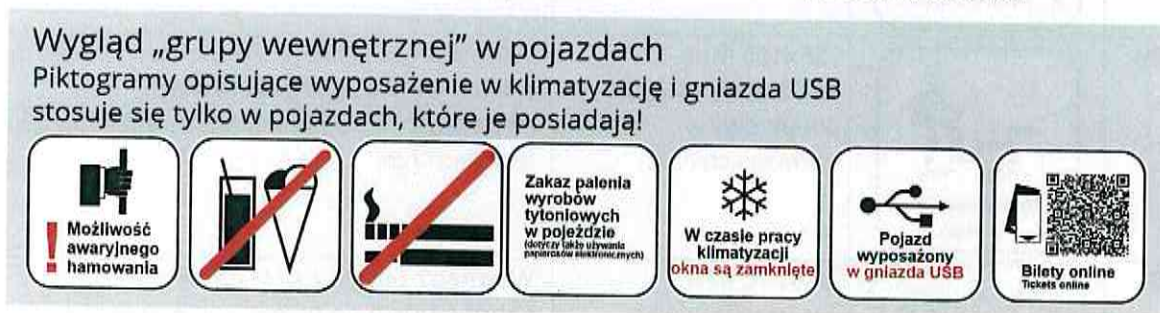 Wygląd „grupy wewnętrznej” w pojazdach
Piktogramy opisujące wyposażenie w klimatyzację i gniazda USB
stosuje się tylko w pojazdach, które je posiadają!
Możliwość
awaryjnego
hamowania
Zakaz palenia
wyrobów
tytoniowych
w pojeździe
(dotyczy także używania
papierosów elektronicznych)
W czasie pracy
klimatyzacji
okna są zamknięte
Pojazd
wyposażony
w gniazda USB
Bilety online
Tickets online